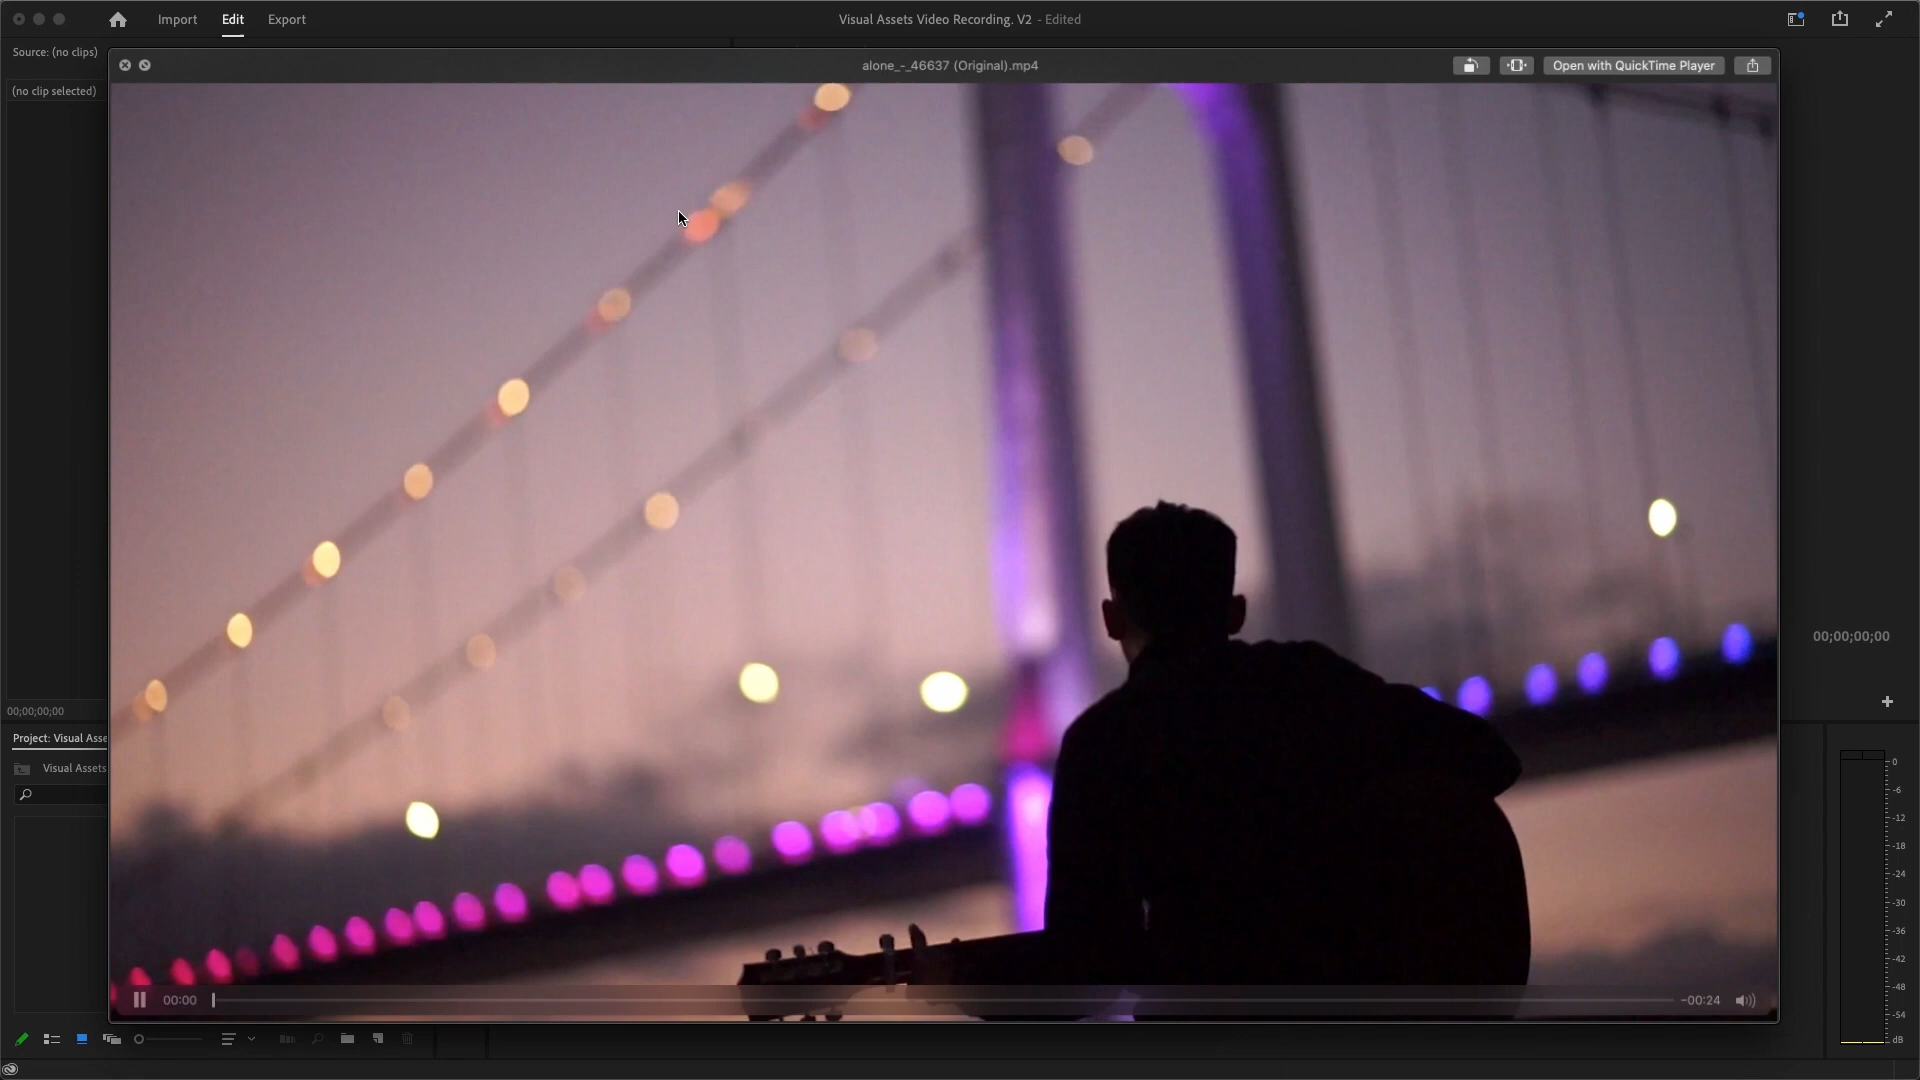 Import
Edit
Export
Visual Assets Video Recording. V2 - Edited
Source: (no clips)
alone_-_46637 (Original).mp4
Open with QuickTime Player
(no clip selected)
00;00;00;00
00;00;00;00
Project: Visual Asse
Visual Assets
0
-6
-12
-18
-24
-30
-36
-42
-48
-54
dB
00:00
-00:24